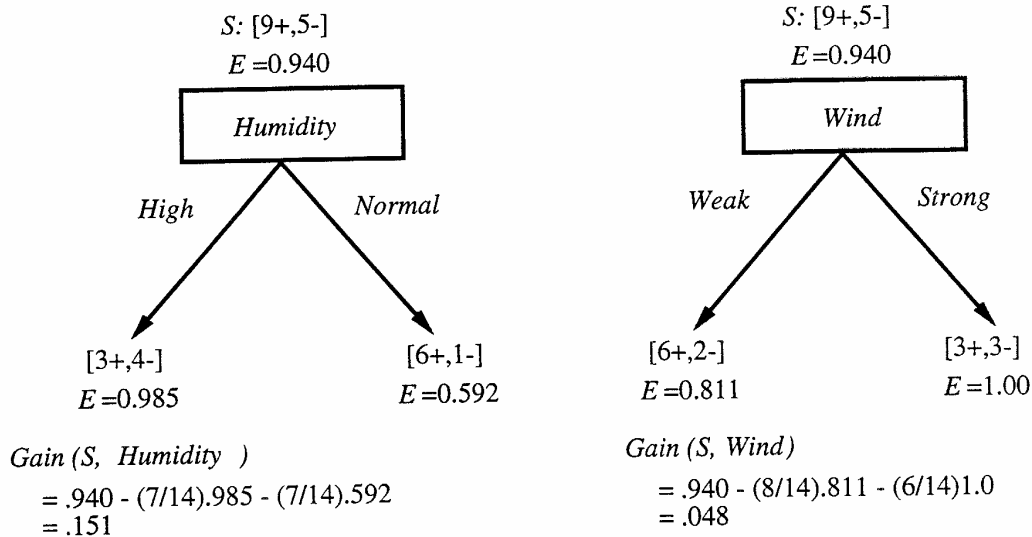 S: [9+,5-]
E =0.940
Humidity
High
Normal
[3+,4-]
E =0.985
[6+,1-]
E =0.592
Gain (S, Humidity )
= .940 - (7/14).985 - (7/14).592
= .151
S: [9+,5-]
E =0.940
Wind
Weak
Strong
[6+,2-]
E =0.811
[3+,3-]
E =1.00
Gain (S, Wind)
= .940 - (8/14).811 - (6/14)1.0
= .048